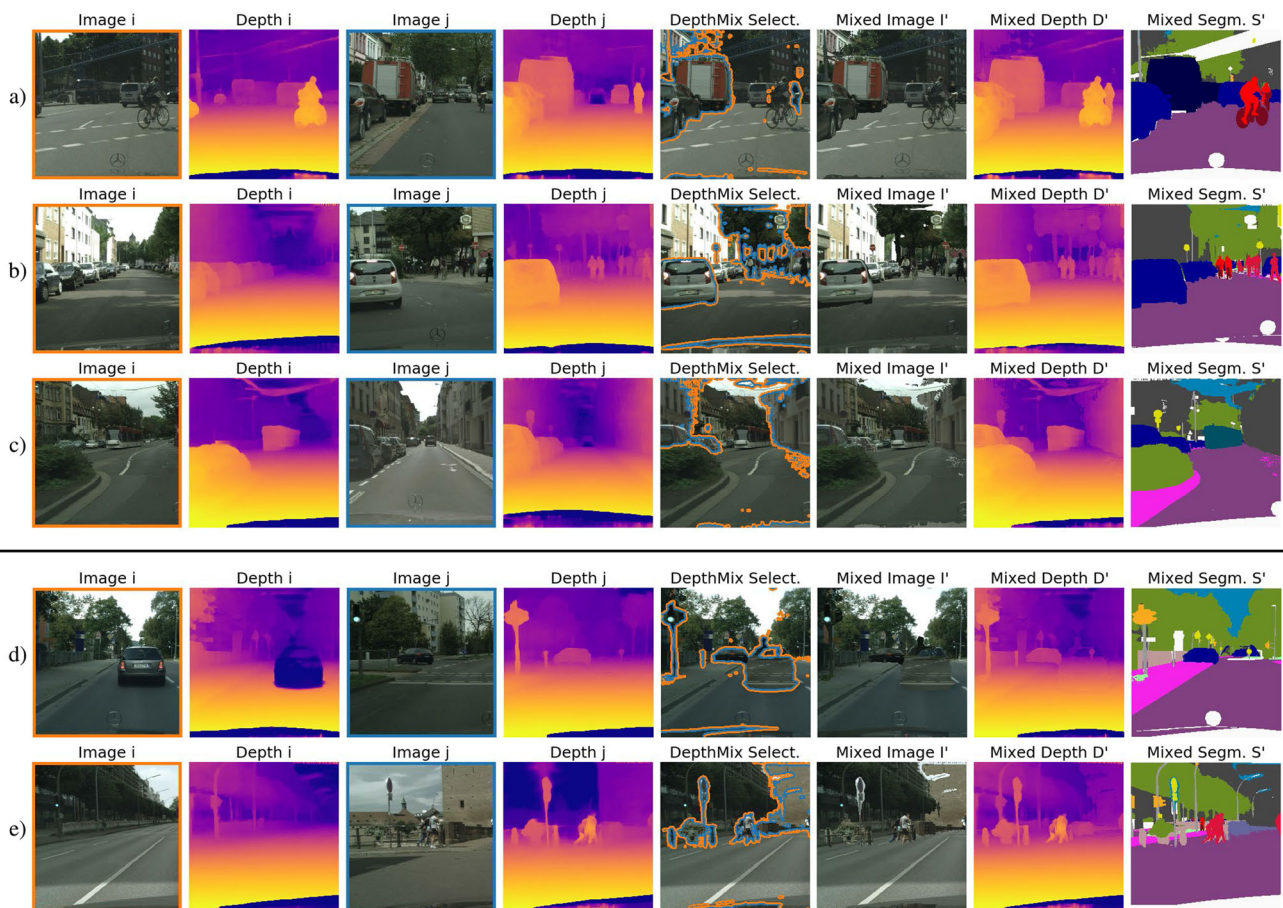 Image i Depth i Image j Depth j DepthMix Select. Mixed Image I' Mixed Depth D' Mixed Segm. S'
a)
Image i Depth i Image j Depth j DepthMix Select. Mixed Image I' Mixed Depth D' Mixed Segm. S'
b)
Image i Depth i Image j Depth j DepthMix Select. Mixed Image I' Mixed Depth D' Mixed Segm. S'
c)
Image i Depth i Image j Depth j DepthMix Select. Mixed Image I' Mixed Depth D' Mixed Segm. S'
d)
Image i Depth i Image j Depth j DepthMix Select. Mixed Image I' Mixed Depth D' Mixed Segm. S'
e)